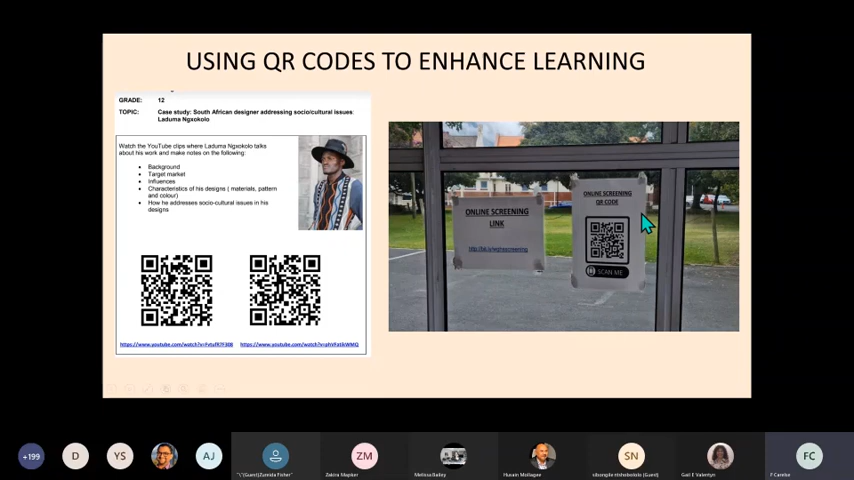 USING QR CODES TO ENHANCE LEARNING
GRADE: 12
TOPIC: Case study: South African designer addressing socio/cultural issues:
Laduma Ngxokolo
Watch the YouTube clips where Laduma Ngxokolo talks
about his work and make notes on the following:
• Background
• Target market
• Influences
• Characteristics of his designs ( materials, pattern
and colour)
• How he addresses socio-cultural issues in his
designs
ONLINE SCREENING
LINK
ONLINE SCREENING
QR CODE
SCAN ME
+199
D
YS
AJ
ZM
SN
FC
Melissa Bailey
Gail E Valentyn
F Carelse